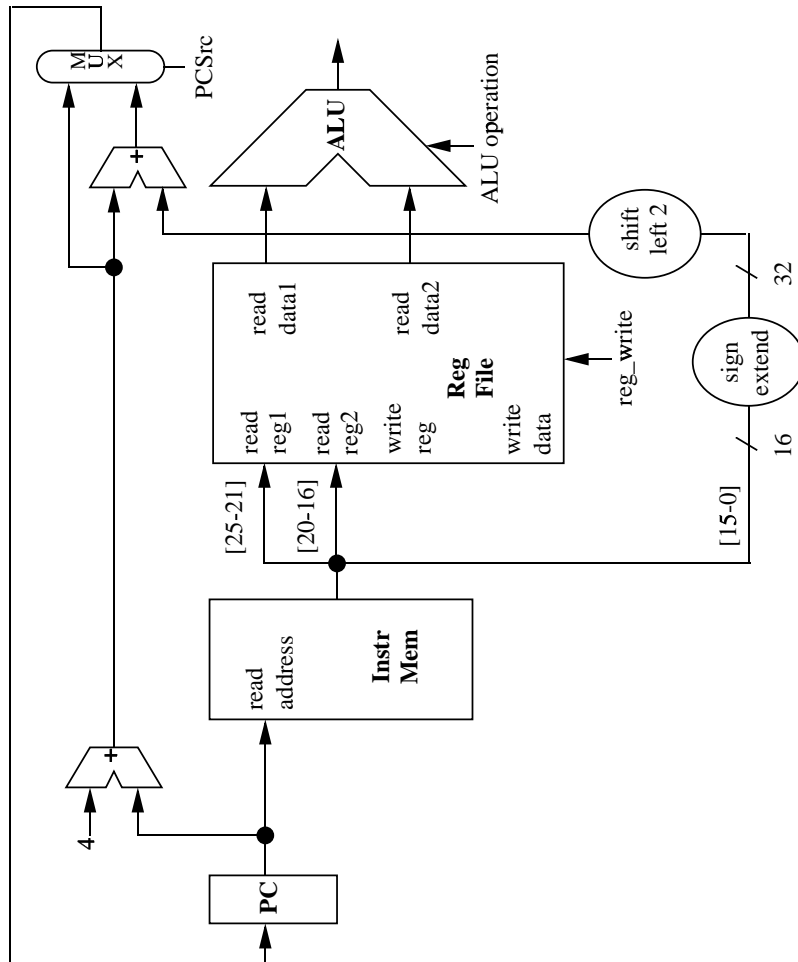 M
U
X
PCSrc
+
4
+
PC
read
address
Instr
Mem
[25-21]
[20-16]
[15-0]
read
reg1
read
reg2
write
reg
write
data
Reg
File
read
data1
read
data2
reg_write
ALU
ALU operation
16
sign
extend
32
shift
left 2